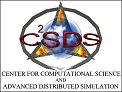 C²SDS
CENTER FOR COMPUTATIONAL SCIENCE
AND
ADVANCED DISTRIBUTED SIMULATION